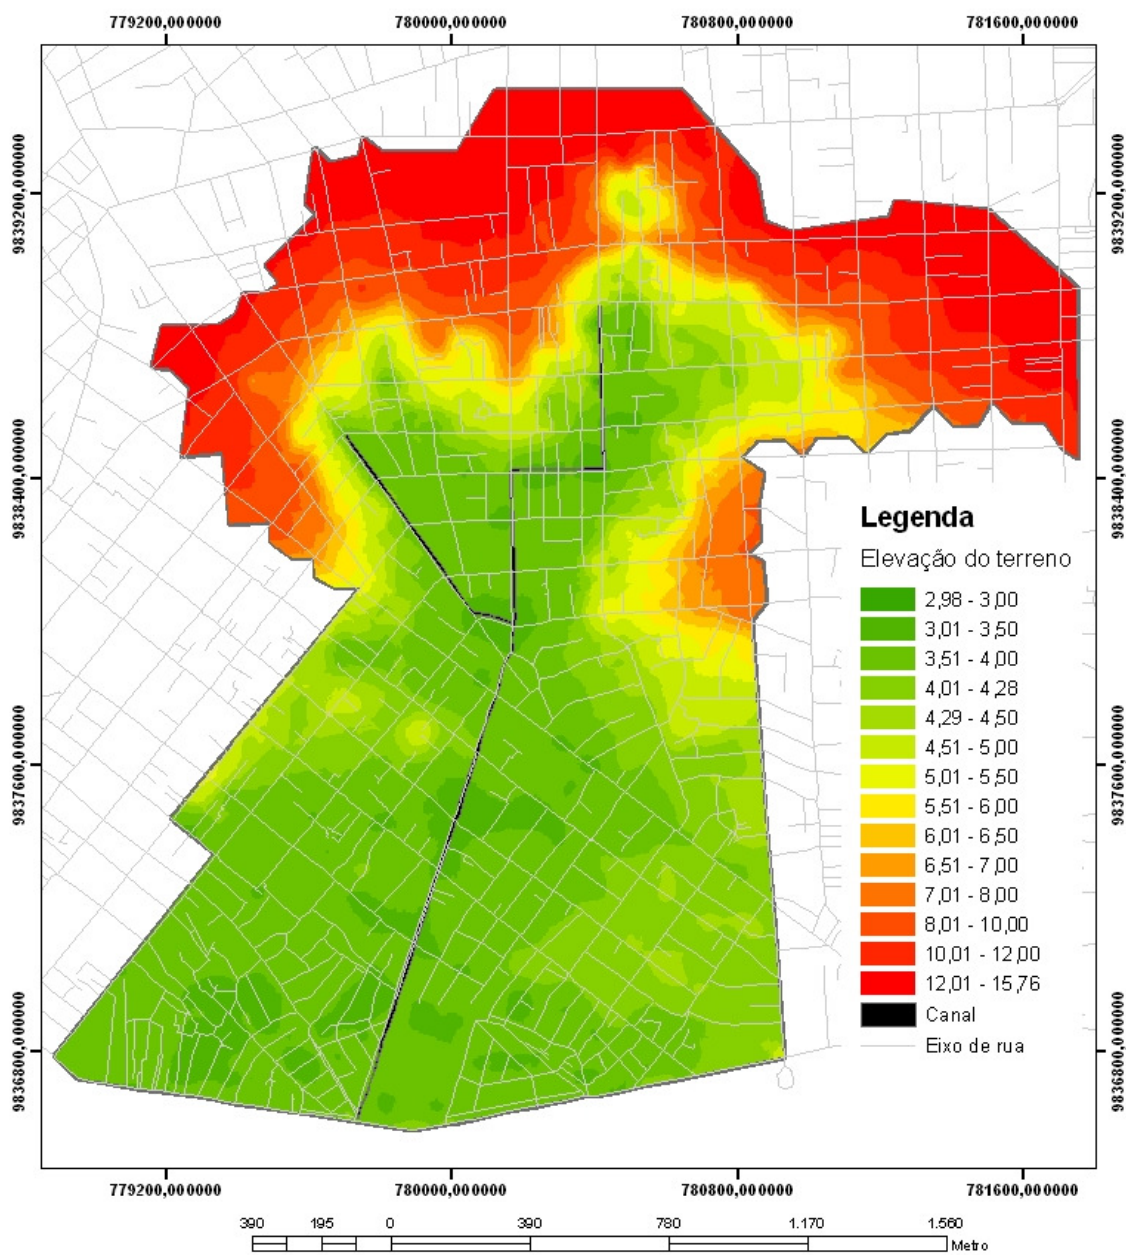 779200,000000 780000,000000 780800,000000 781600,000000
9839200,000000
9839200,000000
9838400,000000
9838400,000000
9837600,000000
9837600,000000
9836800,000000
9836800,000000
Legenda
Elevação do terreno
2,98 - 3,00
3,01 - 3,50
3,51 - 4,00
4,01 - 4,28
4,29 - 4,50
4,51 - 5,00
5,01 - 5,50
5,51 - 6,00
6,01 - 6,50
6,51 - 7,00
7,01 - 8,00
8,01 - 10,00
10,01 - 12,00
12,01 - 15,76
Canal
Eixo de rua
779200,000000 780000,000000 780800,000000 781600,000000
390 195 0 390 780 1.170 1.560
Metro